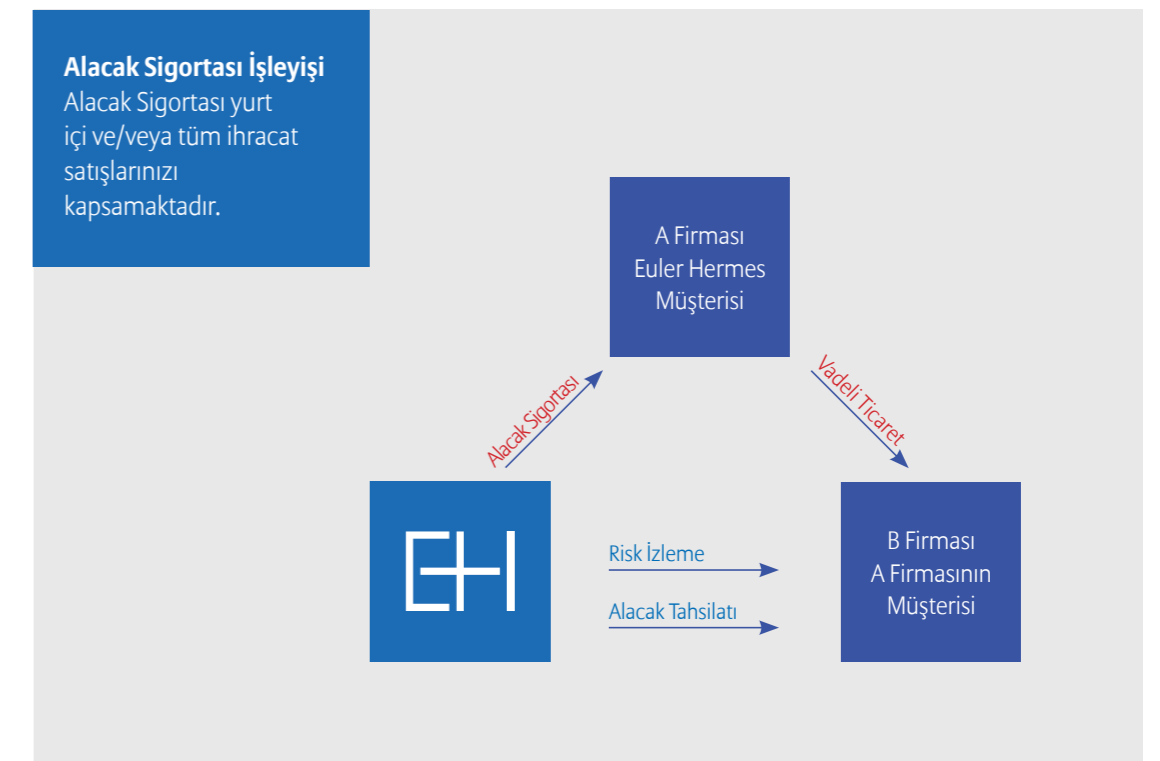 Alacak Sigortası İşleyişi
Alacak Sigortası yurt
içi ve/veya tüm ihracat
satışlarınızı
kapsamaktadır.
A Firması
Euler Hermes
Müşterisi
Alacak Sigortası
Vadeli Ticaret
EH
Risk İzleme
Alacak Tahsilatı
B Firması
A Firmasının
Müşterisi